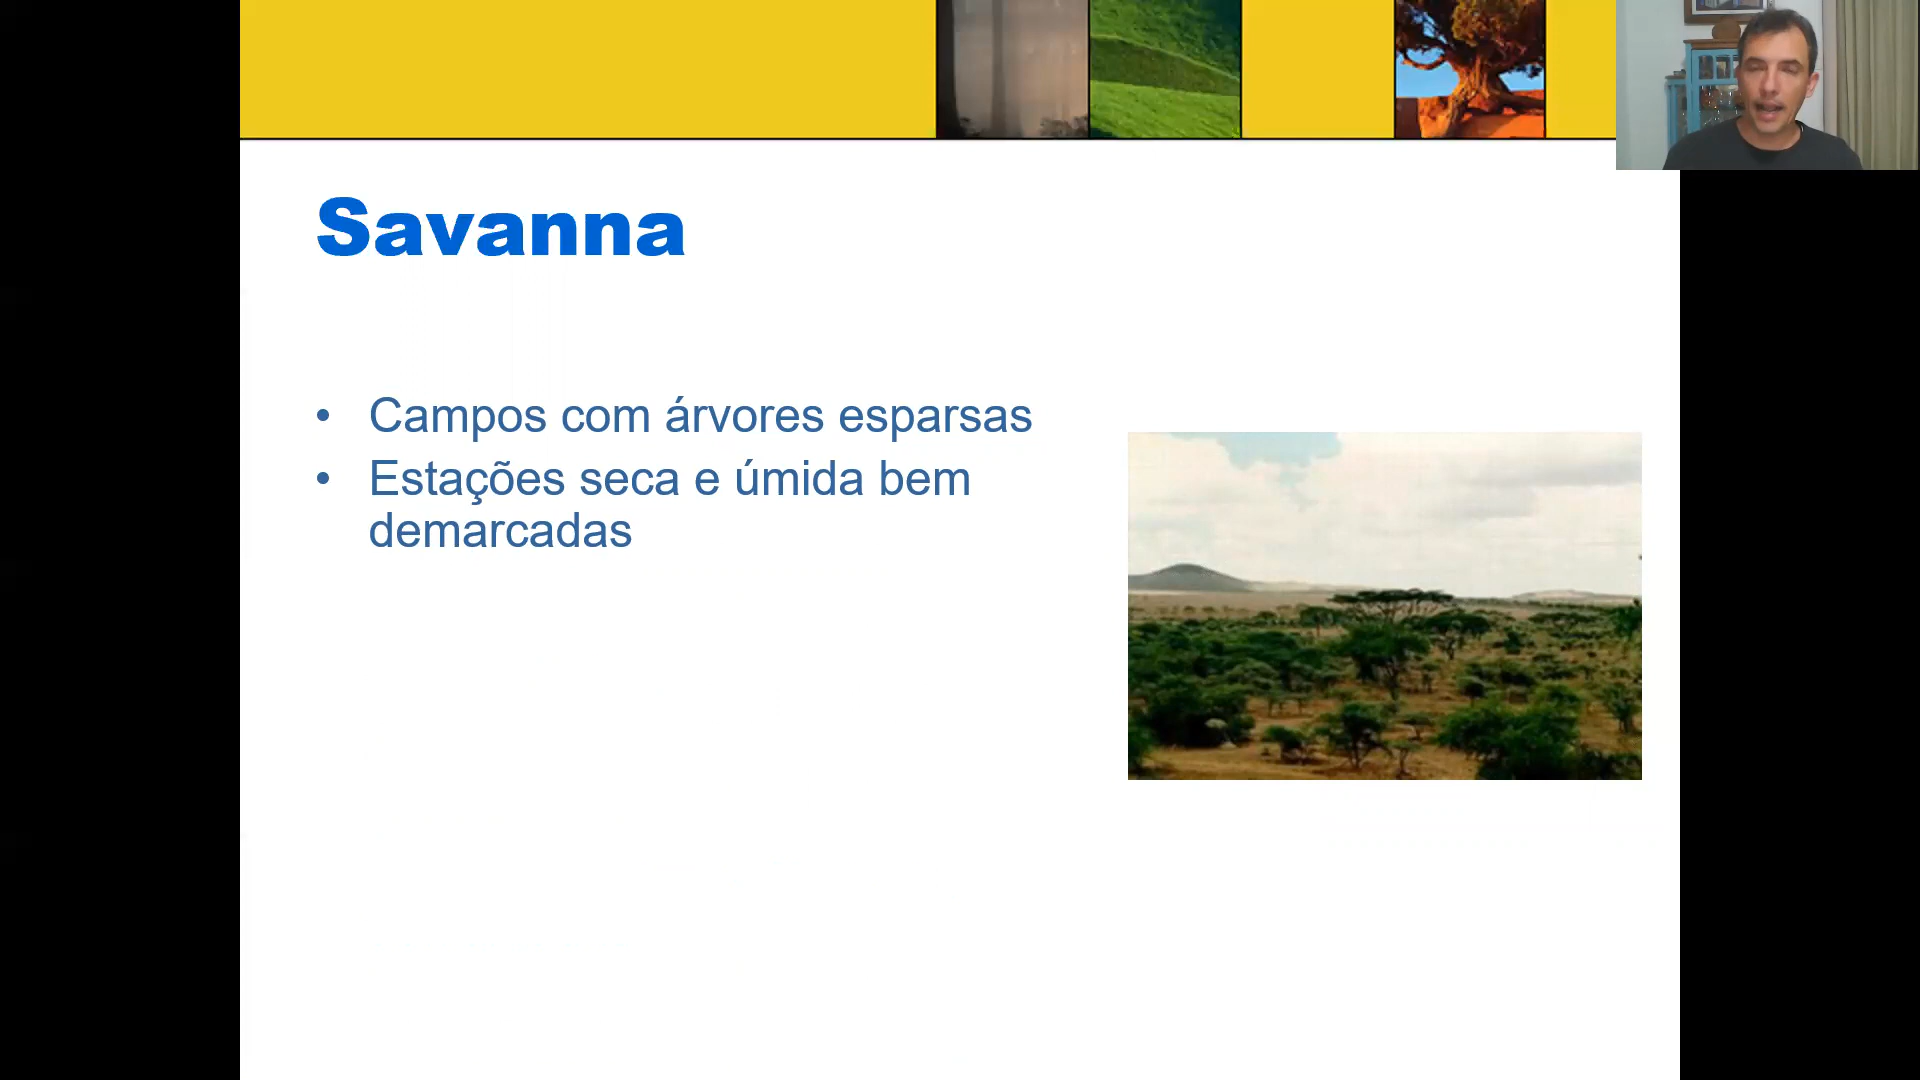 Savanna
• Campos com árvores esparsas
• Estações seca e úmida bem
demarcadas